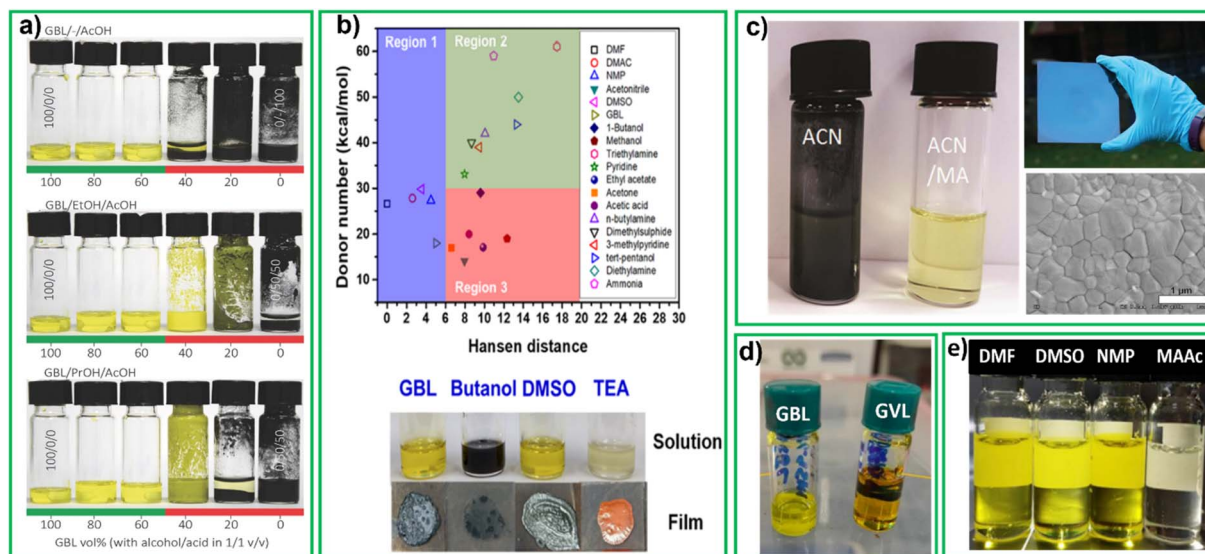 a)
GBL/-/AcOH
100/0/0
0/-/100
100 80 60 40 20 0
GBL/EtOH/AcOH
100/0/0
0/50/50
100 80 60 40 20 0
GBL/PrOH/AcOH
100/0/0
0/50/50
100 80 60 40 20 0
GBL vol% (with alcohol/acid in 1/1 v/v)
b)
Donor number (kcal/mol)
60
50
40
30
20
10
Region 1
Region 2
Region 3
0 2 4 6 8 10 12 14 16 18 20 22 24 26 28 30
Hansen distance
DMF
DMAC
NMP
Acetonitrile
DMSO
GBL
1-Butanol
Methanol
Triethylamine
Pyridine
Ethyl acetate
Acetone
Acetic acid
n-butylamine
Dimethylsulphide
3-methylpyridine
tert-pentanol
Diethylamine
Ammonia
GBL Butanol DMSO TEA
Solution
Film
c)
ACN
ACN
/MA
1 µm
d)
GBL
GVL
e)
DMF DMSO NMP MAAc